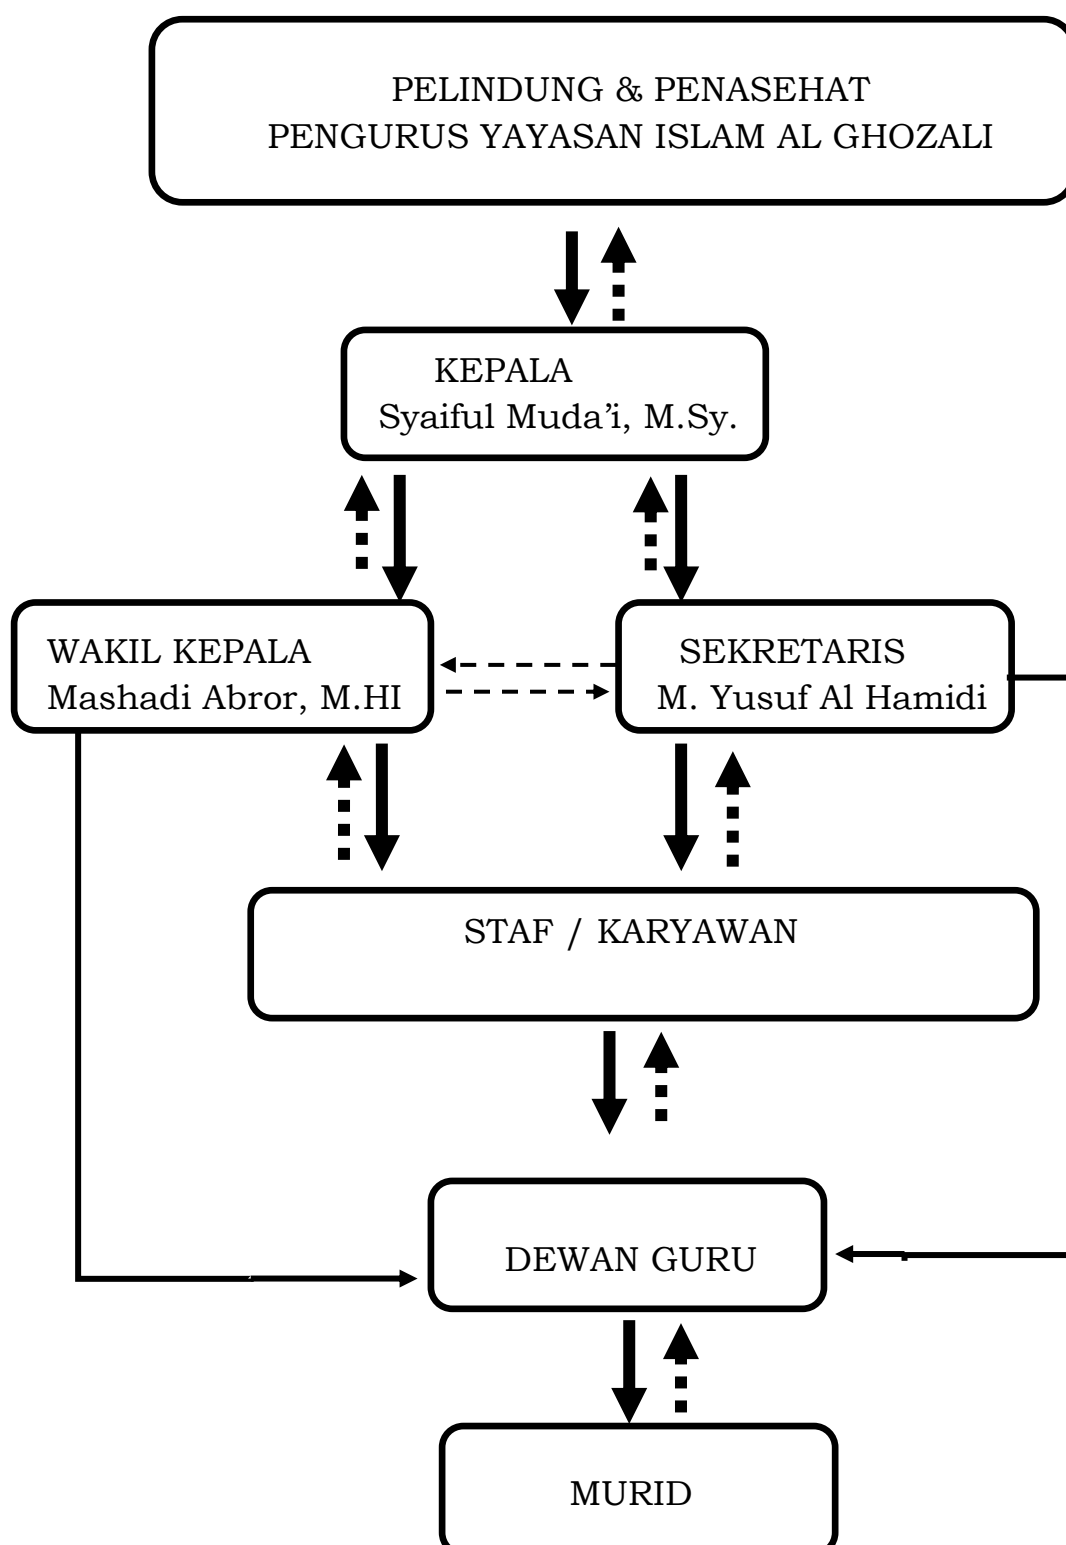 PELINDUNG & PENASEHAT
PENGURUS YAYASAN ISLAM AL GHOZALI
KEPALA
Syaiful Muda’i, M.Sy.
WAKIL KEPALA
Mashadi Abror, M.HI
SEKRETARIS
M. Yusuf Al Hamidi
STAF / KARYAWAN
DEWAN GURU
MURID